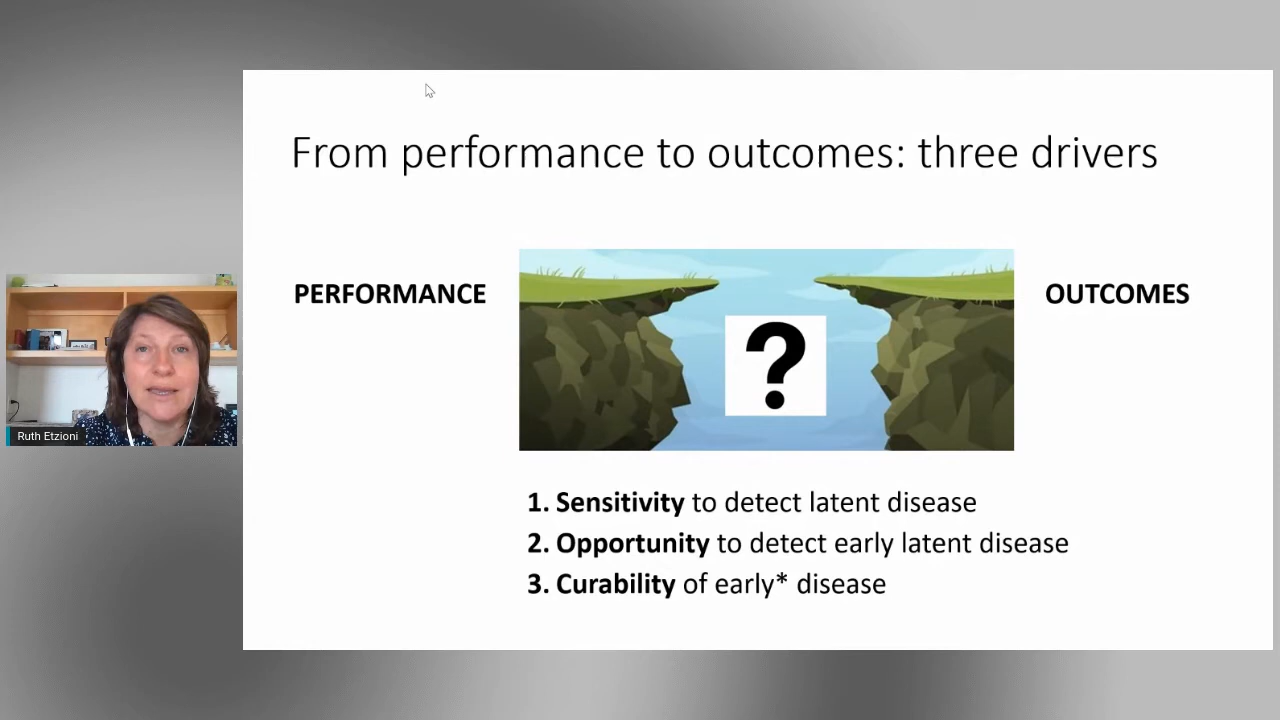 From performance to outcomes: three drivers
PERFORMANCE
?
OUTCOMES
1. Sensitivity to detect latent disease
2. Opportunity to detect early latent disease
3. Curability of early* disease
Ruth Etzioni